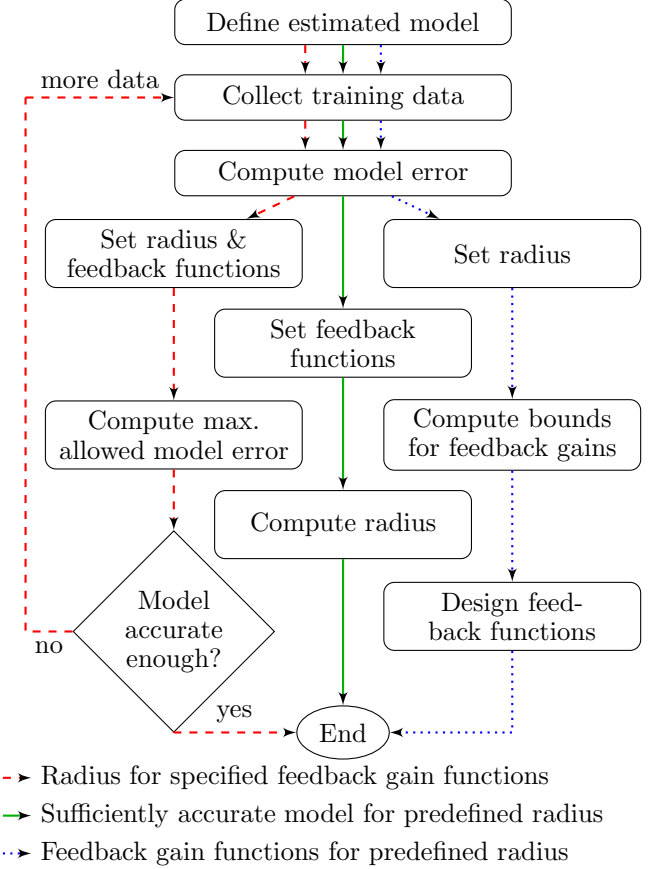 Define estimated model
more data
Collect training data
Compute model error
Set radius &
feedback functions
Set radius
Set feedback
functions
Compute max.
allowed model error
Compute bounds
for feedback gains
Compute radius
Model
accurate
enough?
Design feed-
back functions
no
yes
End
Radius for specified feedback gain functions
Sufficiently accurate model for predefined radius
Feedback gain functions for predefined radius